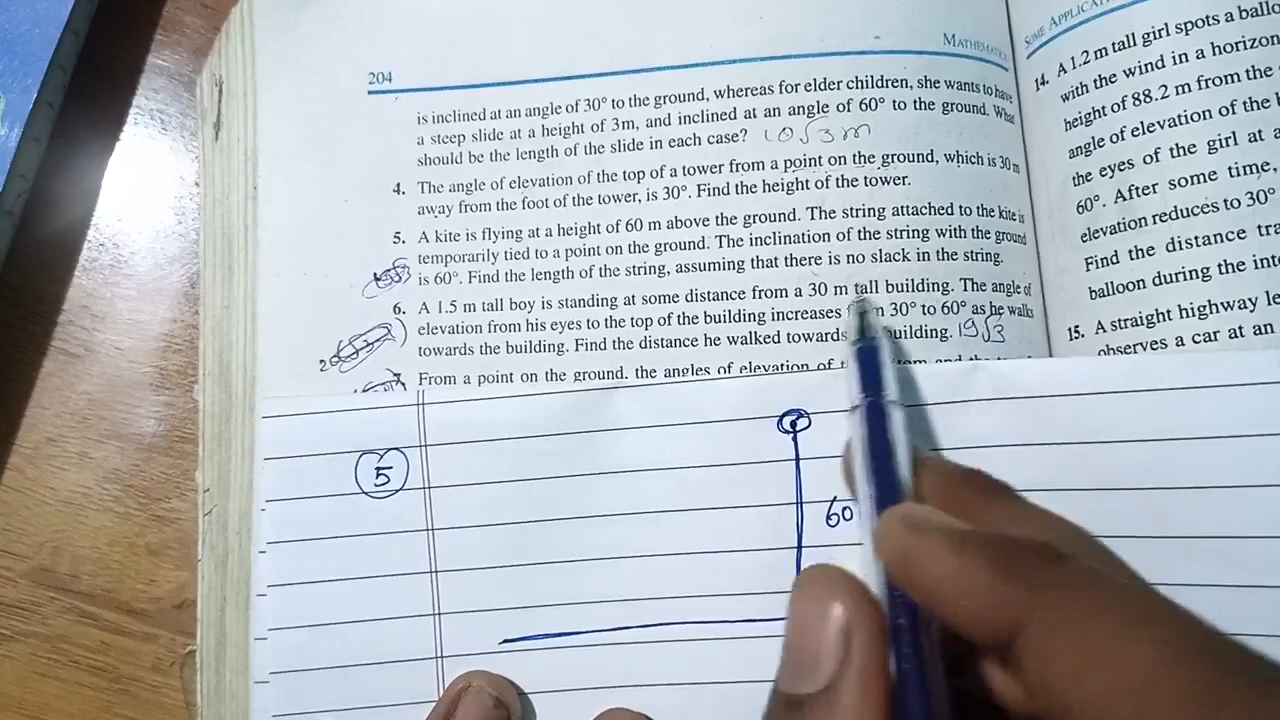 204
MATHEMATI
is inclined at an angle of 30° to the ground, whereas for elder children, she wants to have
a steep slide at a height of 3m, and inclined at an angle of 60° to the ground. What
should be the length of the slide in each case? 10√3 m
4. The angle of elevation of the top of a tower from a point on the ground, which is 30 m
away from the foot of the tower, is 30°. Find the height of the tower.
5. A kite is flying at a height of 60 m above the ground. The string attached to the kite is
temporarily tied to a point on the ground. The inclination of the string with the ground
is 60°. Find the length of the string, assuming that there is no slack in the string.
6. A 1.5 m tall boy is standing at some distance from a 30 m tall building. The angle of
elevation from his eyes to the top of the building increases 30° to 60° as he walks
towards the building. Find the distance he walked towards building. 19√3
From a point on the ground, the angles of elevation of
5
60
SOME APPLICAT
14. A 1.2 m tall girl spots a ballo
with the wind in a horizon
height of 88.2 m from the
angle of elevation of the
the eyes of the girl at a
60°. After some time,
elevation reduces to 30°
Find the distance tra
balloon during the int
15. A straight highway le
observes a car at an